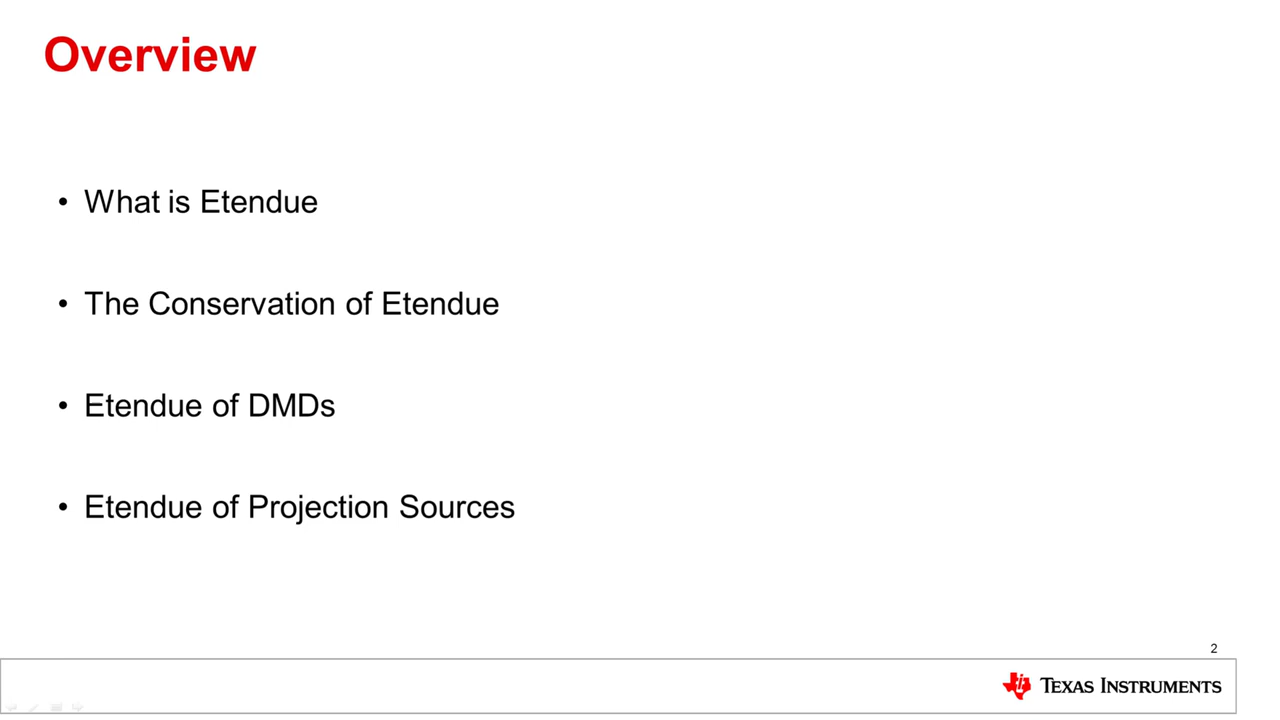 Overview
• What is Etendue
• The Conservation of Etendue
• Etendue of DMDs
• Etendue of Projection Sources
2
TEXAS INSTRUMENTS